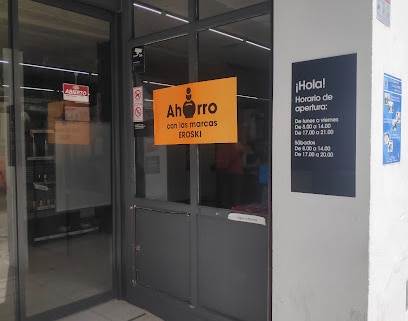 ABIERTO
Ahorro
con las marcas
EROSKI
¡Hola!
Horario de
apertura:
De lunes a viernes
De 8.00 a 14.00
De 17.00 a 21.00
Sábados
De 8.00 a 14.00
De 17.00 a 20.00